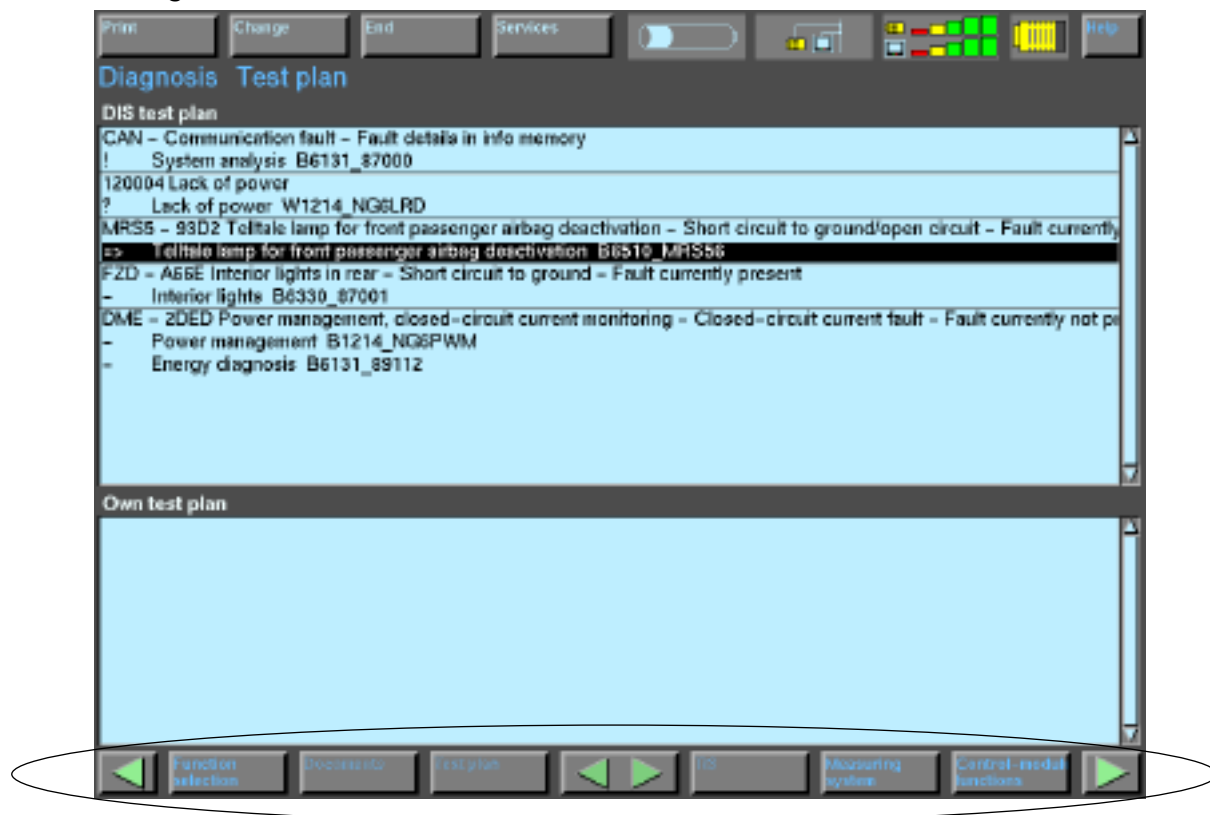 Print Change End Services Help
Diagnosis Test plan
DIS test plan
CAN – Communication fault – Fault details in info memory
! System analysis B6131_87000
120004 Lack of power
? Lack of power W1214_NG6LRD
MRS5 – 93D2 Telltale lamp for front passenger airbag deactivation – Short circuit to ground/open circuit – Fault currently
=> Telltale lamp for front passenger airbag deactivation B6510_MRS56
FZD – A66E Interior lights in rear – Short circuit to ground – Fault currently present
– Interior lights B6330_87001
DME – 2DED Power management, closed–circuit current monitoring – Closed–circuit current fault – Fault currently not pe
– Power management B1214_NG6PWM
– Energy diagnosis B6131_89112
Own test plan
Function selection Documents Test plan Measuring system Control–modul functions